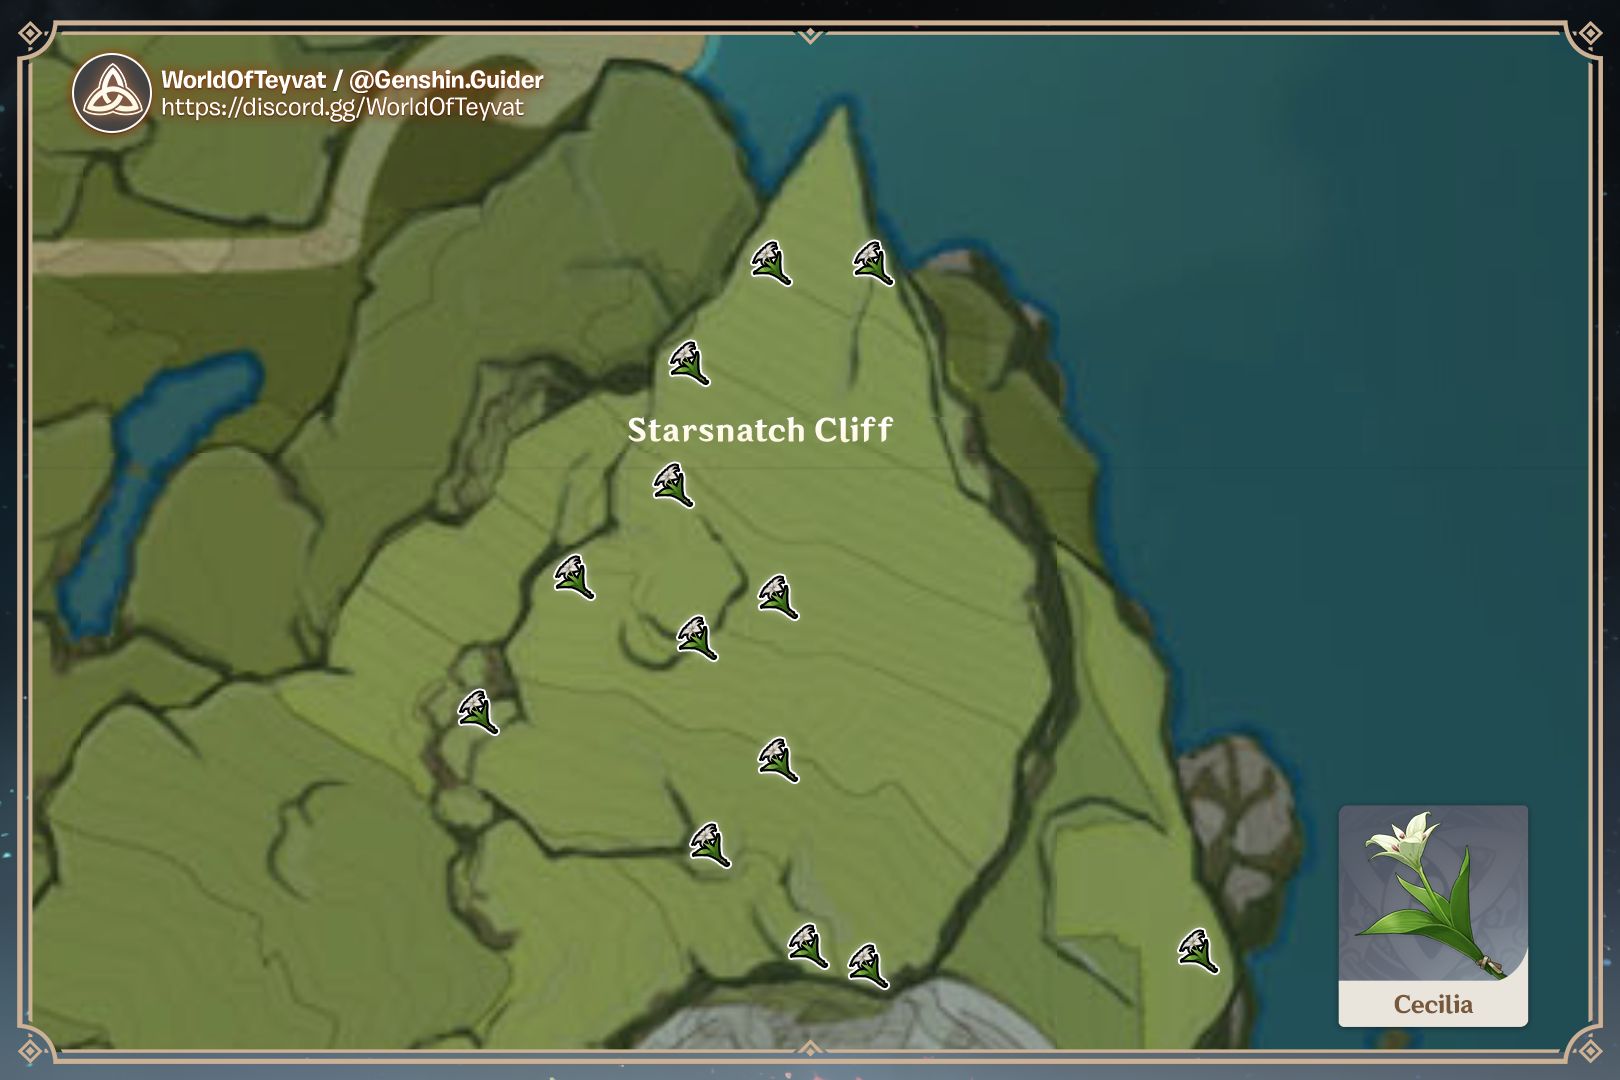 WorldOfTeyvat / @Genshin.Guider
https://discord.gg/WorldOfTeyvat
Starsnatch Cliff
Cecilia